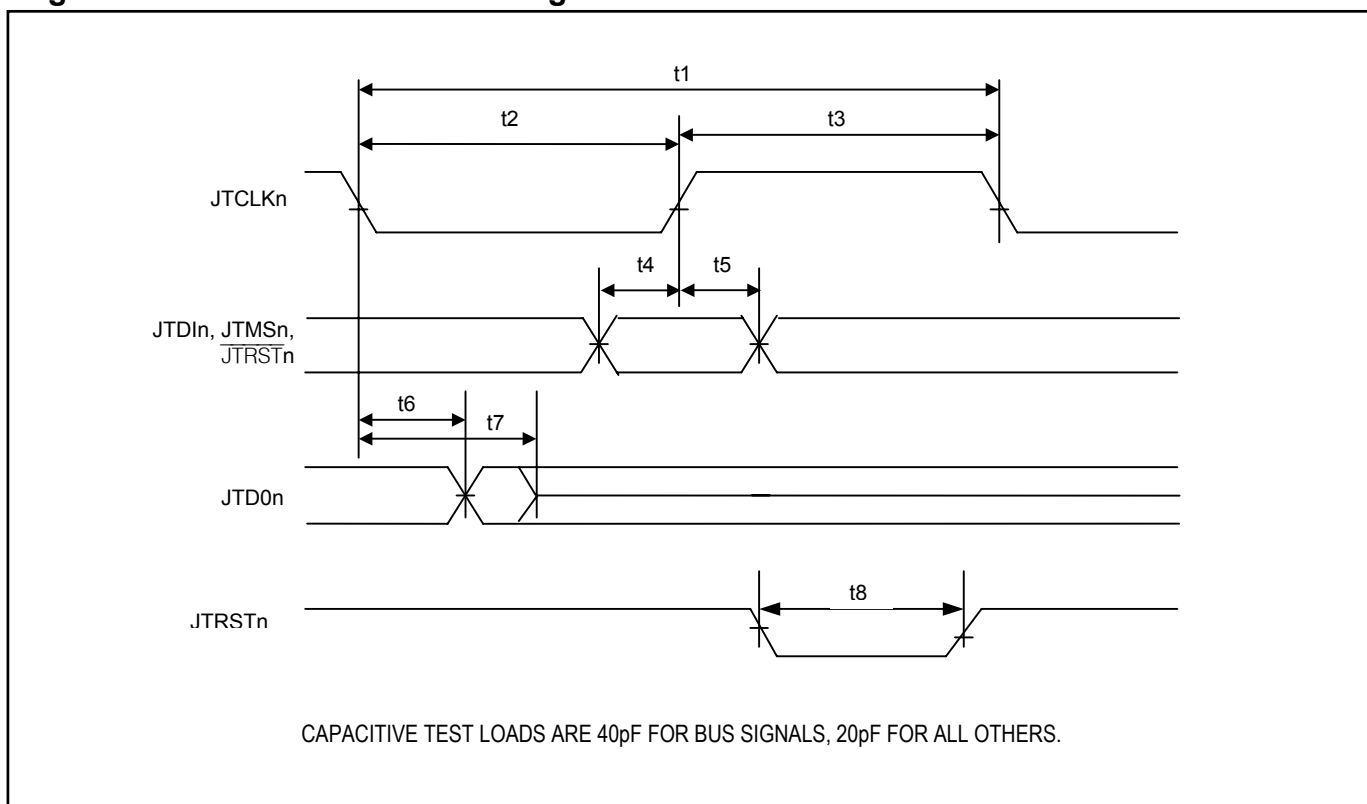 t1
t2
t3
JTCLKn
t4
t5
JTDIn, JTMSn,
JTRSTn
t6
t7
JTD0n
t8
JTRSTn
CAPACITIVE TEST LOADS ARE 40pF FOR BUS SIGNALS, 20pF FOR ALL OTHERS.